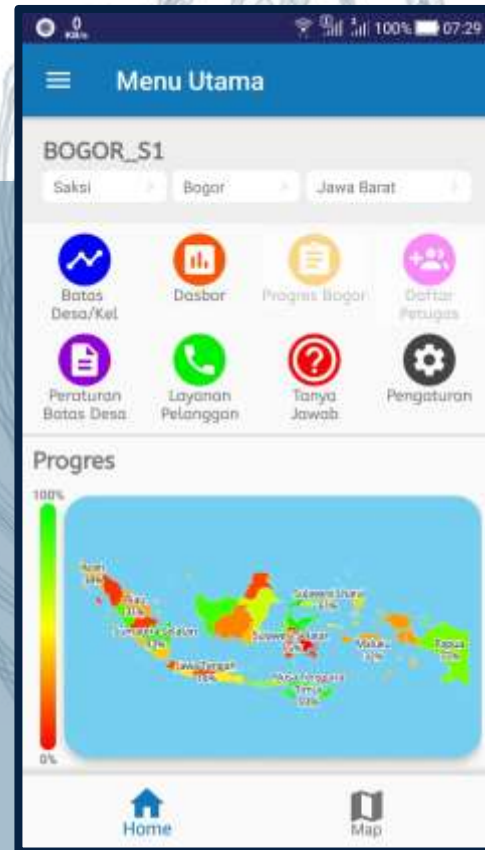 100% 07:29
Menu Utama
BOGOR_S1
Saksi Bogor Jawa Barat
Batas Desa/Kel
Dasbor
Progres Bogor
Daftar Petugas
Peraturan Batas Desa
Layanan Pelanggan
Tanya Jawab
Pengaturan
Progres
100%
Aceh
Riau
Sumatera Selatan
Jawa Tengah
Sulawesi Utara
Sulawesi Selatan
Nusa Tenggara Timur
Maluku
Papua
0%
Home Map